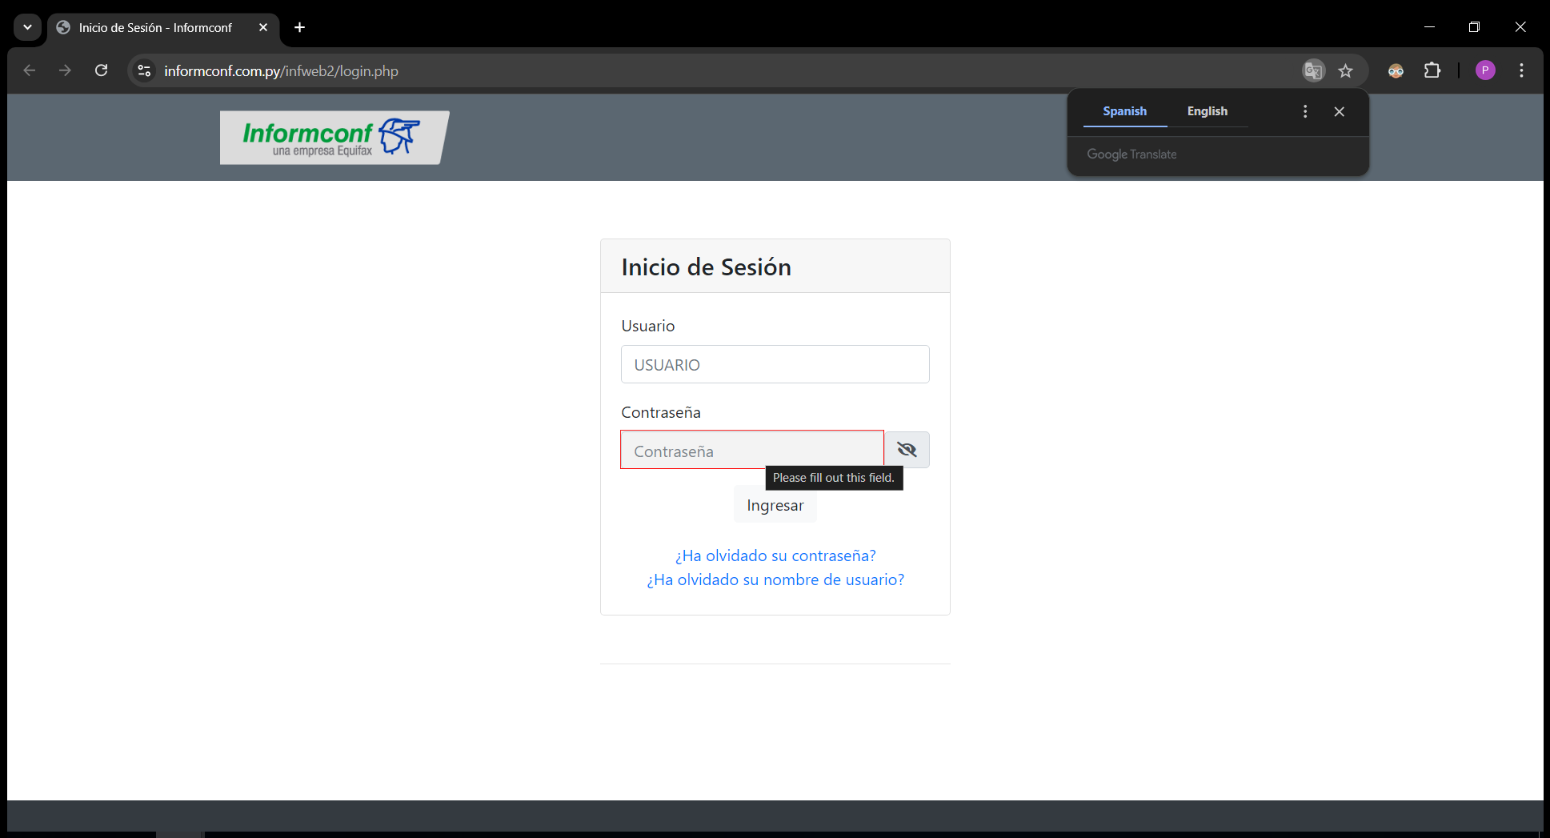 Inicio de Sesión - Informconf
informconf.com.py/infweb2/login.php
P
Spanish English
Google Translate
Informconf
una empresa Equifax
Inicio de Sesión
Usuario
USUARIO
Contraseña
Contraseña
Please fill out this field.
Ingresar
¿Ha olvidado su contraseña?
¿Ha olvidado su nombre de usuario?